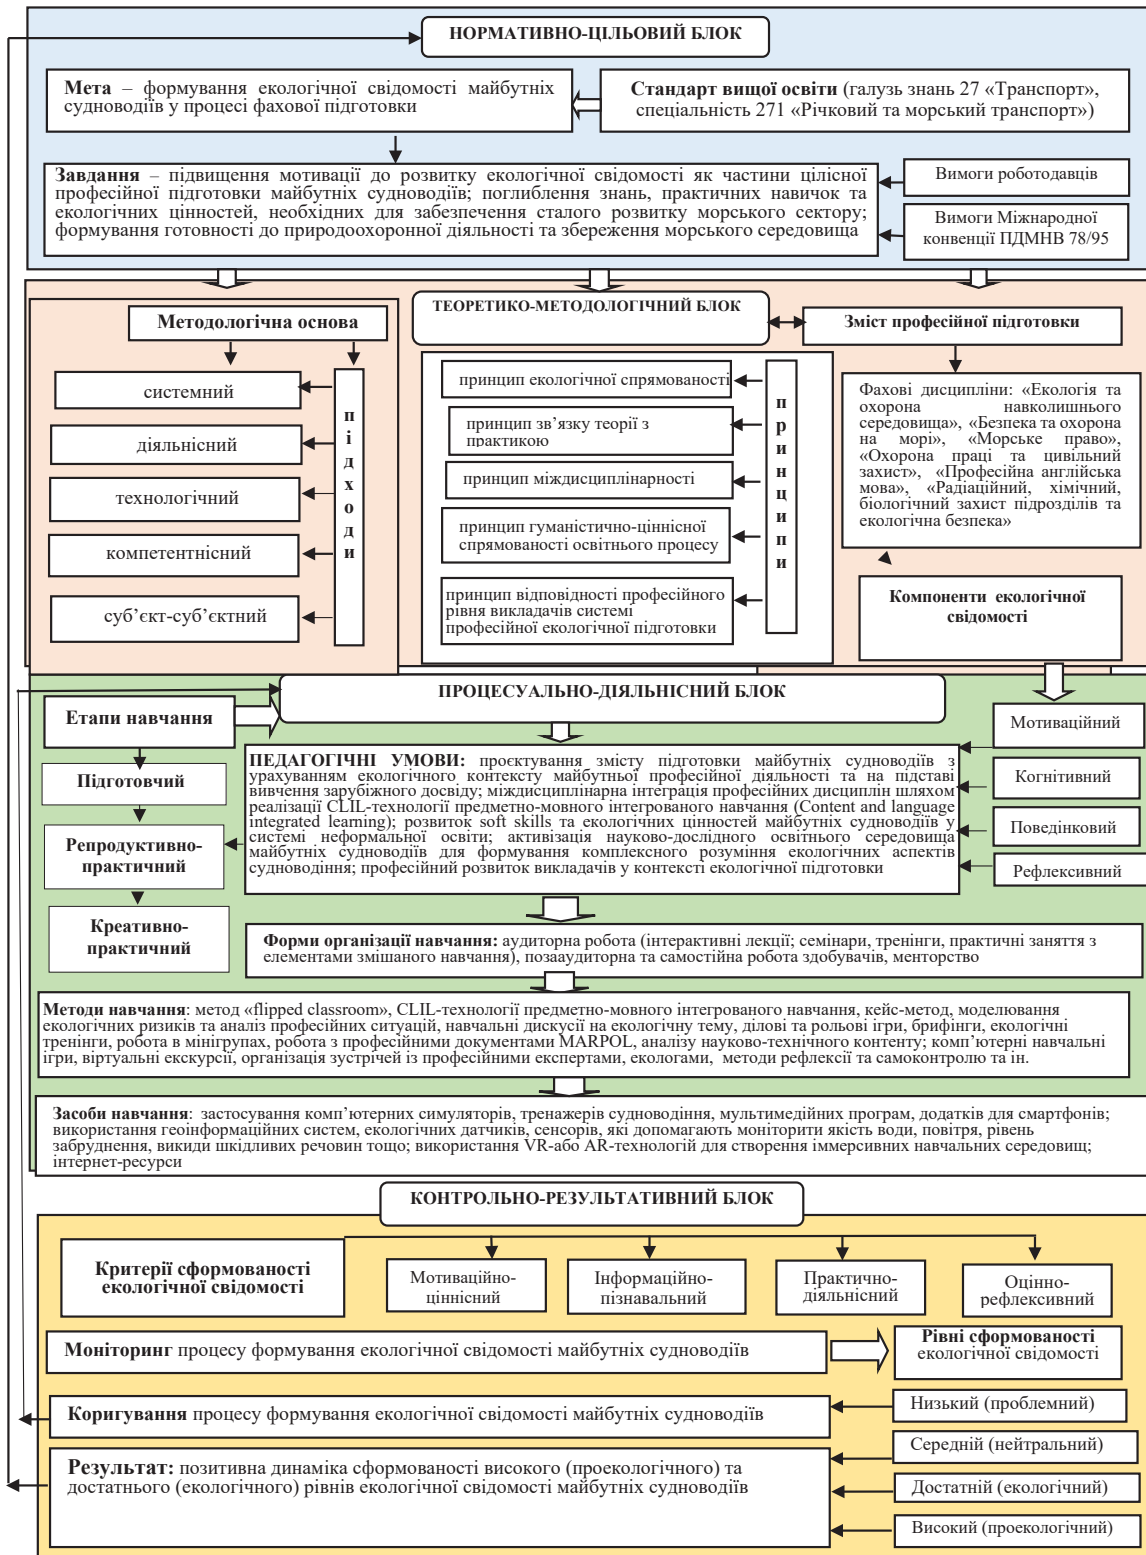 НОРМАТИВНО-ЦІЛЬОВИЙ БЛОК
Мета – формування екологічної свідомості майбутніх
судноводіїв у процесі фахової підготовки
Стандарт вищої освіти (галузь знань 27 «Транспорт»,
спеціальність 271 «Річковий та морський транспорт»)
Завдання – підвищення мотивації до розвитку екологічної свідомості як частини цілісної
професійної підготовки майбутніх судноводіїв; поглиблення знань, практичних навичок та
екологічних цінностей, необхідних для забезпечення сталого розвитку морського сектору;
формування готовності до природоохоронної діяльності та збереження морського середовища
Вимоги роботодавців
Вимоги Міжнародної
конвенції ПДМНВ 78/95
ТЕОРЕТИКО-МЕТОДОЛОГІЧНИЙ БЛОК
Методологічна основа
системний
діяльнісний
технологічний
компетентнісний
суб’єкт-суб’єктний
підходи
принцип екологічної спрямованості
принцип зв’язку теорії з
практикою
принцип міждисциплінарності
принцип гуманістично-ціннісної
спрямованості освітнього процесу
принцип відповідності професійного
рівня викладачів системі
професійної екологічної підготовки
принципи
Зміст професійної підготовки
Фахові дисципліни: «Екологія та
охорона навколишнього
середовища», «Безпека та охорона
на морі», «Морське право»,
«Охорона праці та цивільний
захист», «Професійна англійська
мова», «Радіаційний, хімічний,
біологічний захист підрозділів та
екологічна безпека»
Компоненти екологічної
свідомості
ПРОЦЕСУАЛЬНО-ДІЯЛЬНІСНИЙ БЛОК
Етапи навчання
Підготовчий
Репродуктивно-
практичний
Креативно-
практичний
ПЕДАГОГІЧНІ УМОВИ: проєктування змісту підготовки майбутніх судноводіїв з
урахуванням екологічного контексту майбутньої професійної діяльності та на підставі
вивчення зарубіжного досвіду; міждисциплінарна інтеграція професійних дисциплін шляхом
реалізації CLIL-технології предметно-мовного інтегрованого навчання (Content and language
integrated learning); розвиток soft skills та екологічних цінностей майбутніх судноводіїв у
системі неформальної освіти; активізація науково-дослідного освітнього середовища
майбутніх судноводіїв для формування комплексного розуміння екологічних аспектів
судноводіння; професійний розвиток викладачів у контексті екологічної підготовки
Мотиваційний
Когнітивний
Поведінковий
Рефлексивний
Форми організації навчання: аудиторна робота (інтерактивні лекції; семінари, тренінги, практичні заняття з
елементами змішаного навчання), позааудиторна та самостійна робота здобувачів, менторство
Методи навчання: метод «flipped classroom», CLIL-технології предметно-мовного інтегрованого навчання, кейс-метод, моделювання
екологічних ризиків та аналіз професійних ситуацій, навчальні дискусії на екологічну тему, ділові та рольові ігри, брифінги, екологічні
тренінги, робота в мінігрупах, робота з професійними документами MARPOL, аналізу науково-технічного контенту; комп’ютерні навчальні
ігри, віртуальні екскурсії, організація зустрічей із професійними експертами, екологами, методи рефлексії та самоконтролю та ін.
Засоби навчання: застосування комп’ютерних симуляторів, тренажерів судноводіння, мультимедійних програм, додатків для смартфонів;
використання геоінформаційних систем, екологічних датчиків, сенсорів, які допомагають моніторити якість води, повітря, рівень
забруднення, викиди шкідливих речовин тощо; використання VR-або AR-технологій для створення іммерсивних навчальних середовищ;
інтернет-ресурси
КОНТРОЛЬНО-РЕЗУЛЬТАТИВНИЙ БЛОК
Критерії сформованості
екологічної свідомості
Мотиваційно-
ціннісний
Інформаційно-
пізнавальний
Практично-
діяльнісний
Оцінно-
рефлексивний
Моніторинг процесу формування екологічної свідомості майбутніх судноводіїв
Рівні сформованості
екологічної свідомості
Коригування процесу формування екологічної свідомості майбутніх судноводіїв
Низький (проблемний)
Середній (нейтральний)
Результат: позитивна динаміка сформованості високого (проекологічного) та
достатнього (екологічного) рівнів екологічної свідомості майбутніх судноводіїв
Достатній (екологічний)
Високий (проекологічний)